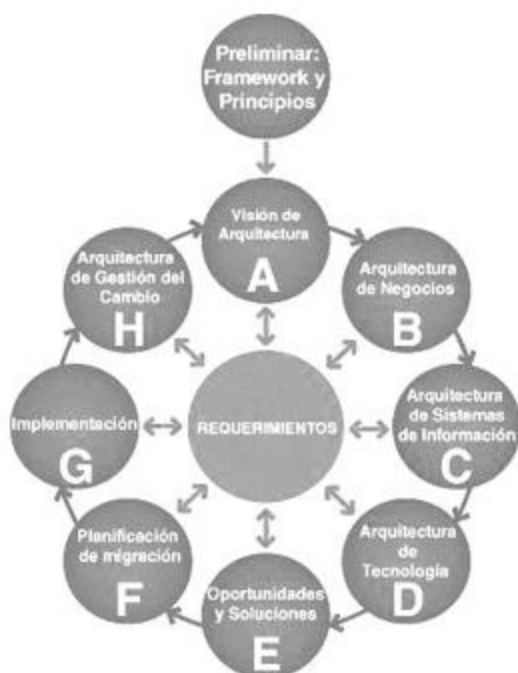 Preliminar:
Framework y
Principios
Visión de
Arquitectura
A
Arquitectura
de Negocios
B
Arquitectura
de Sistemas
de Información
C
Arquitectura
de
Tecnología
D
Oportunidades
y Soluciones
E
Planificación
de migración
F
Implementación
G
Arquitectura
de Gestión del
Cambio
H
REQUERIMIENTOS